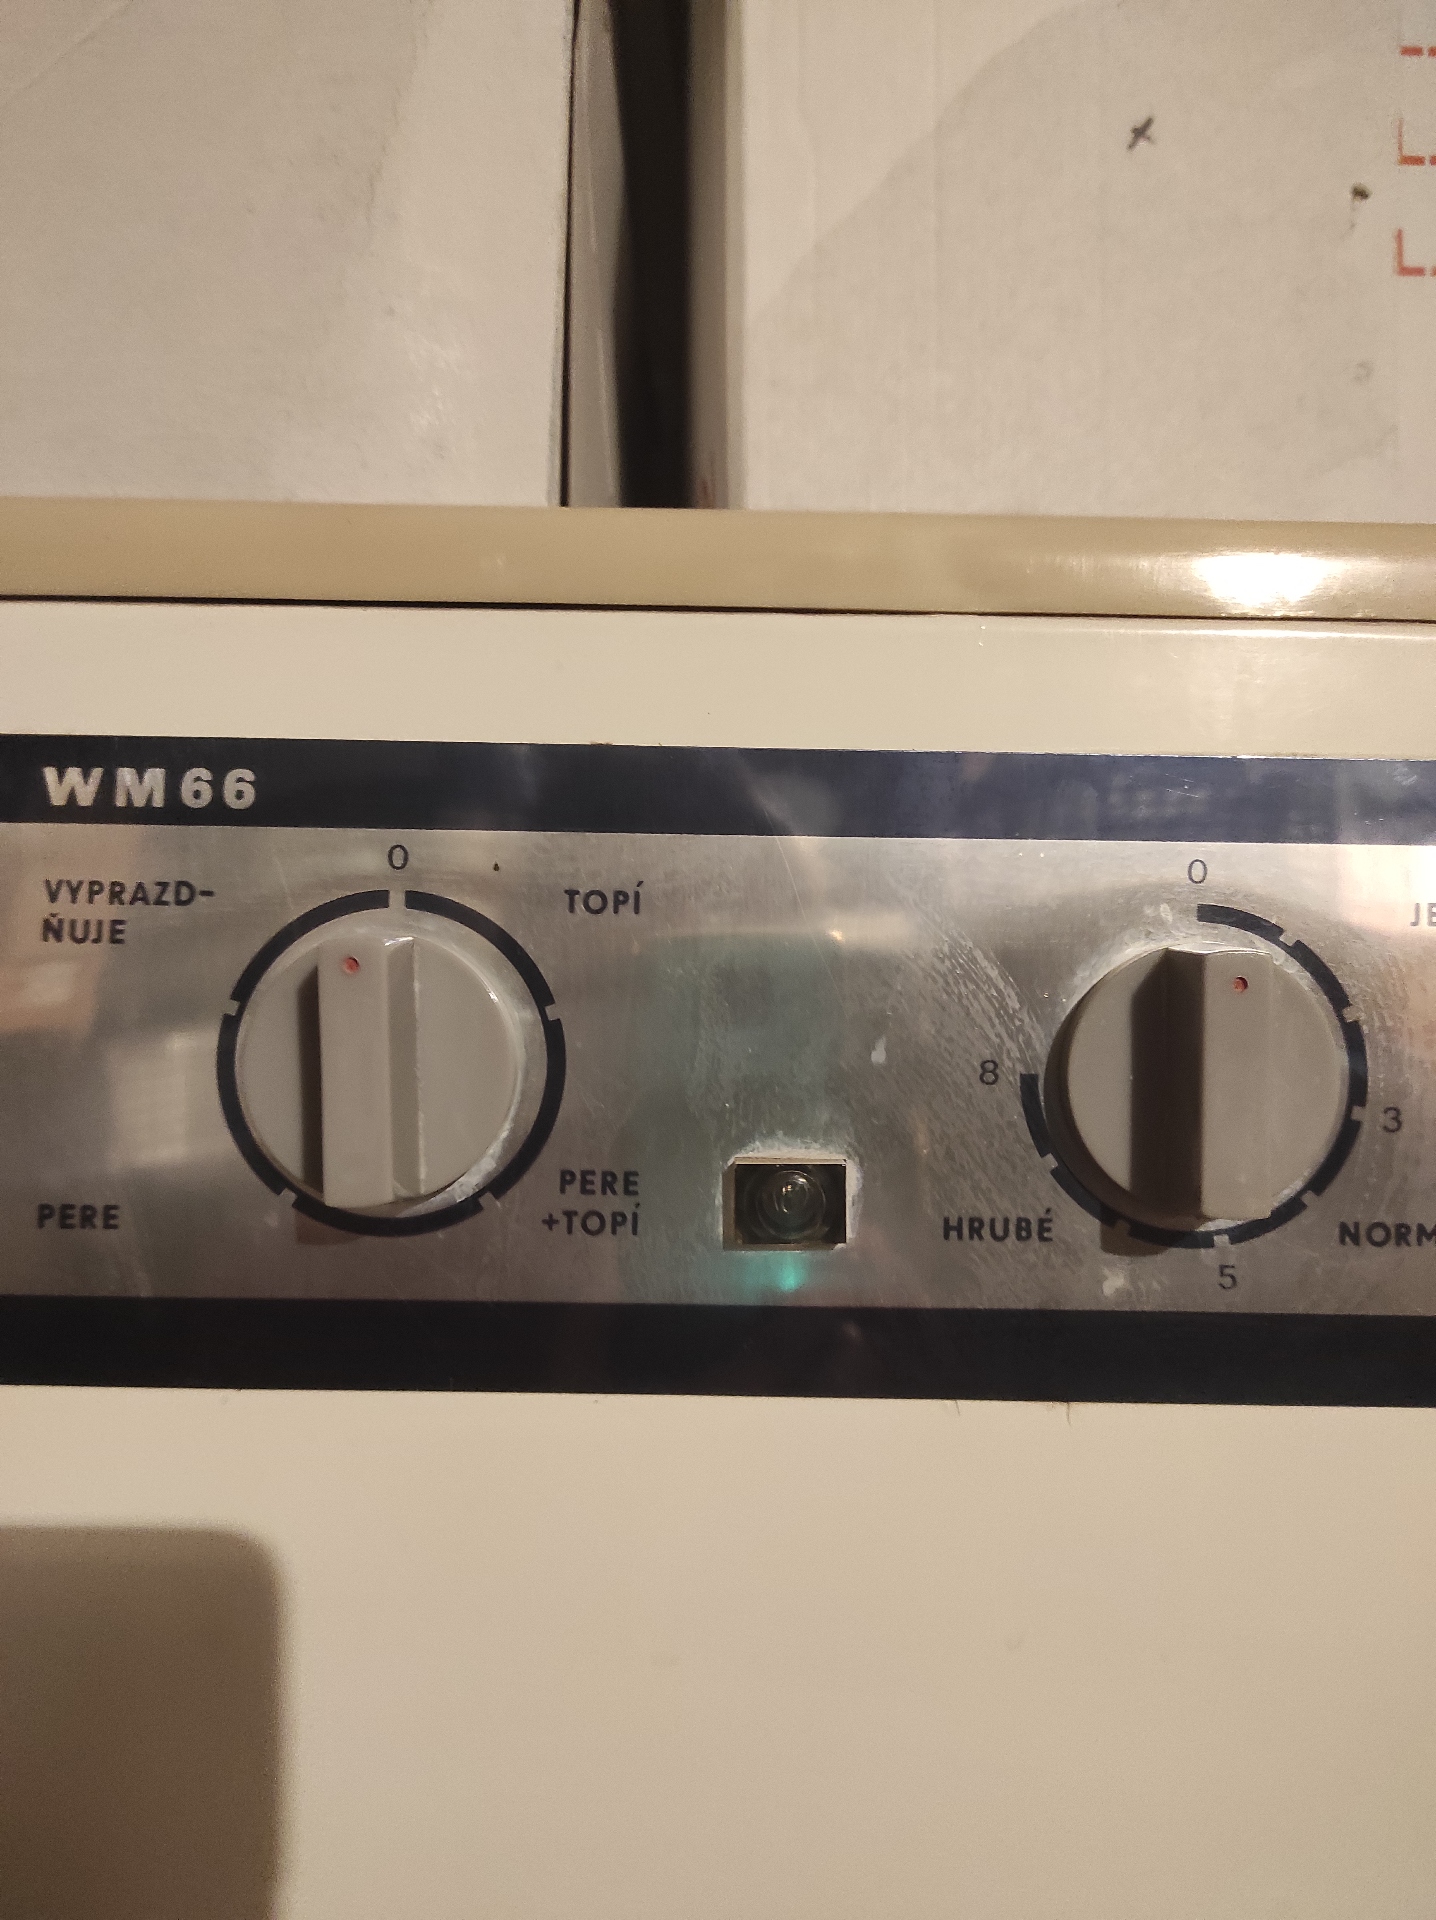 WM66
0
VYPRAZD-
ŇUJE
TOPÍ
PERE
PERE
+TOPÍ
0
8
3
HRUBÉ
5